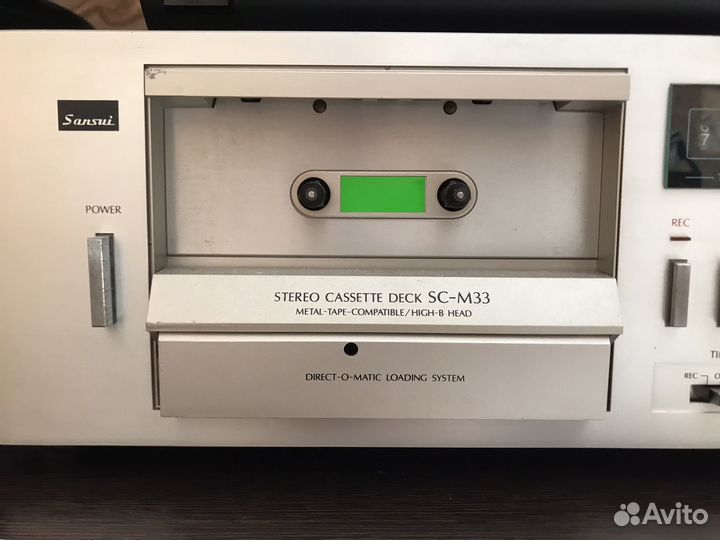 Sansui
POWER
STEREO CASSETTE DECK SC-M33
METAL-TAPE-COMPATIBLE/HIGH-B HEAD
DIRECT-O-MATIC LOADING SYSTEM
7
REC
REC
Avito